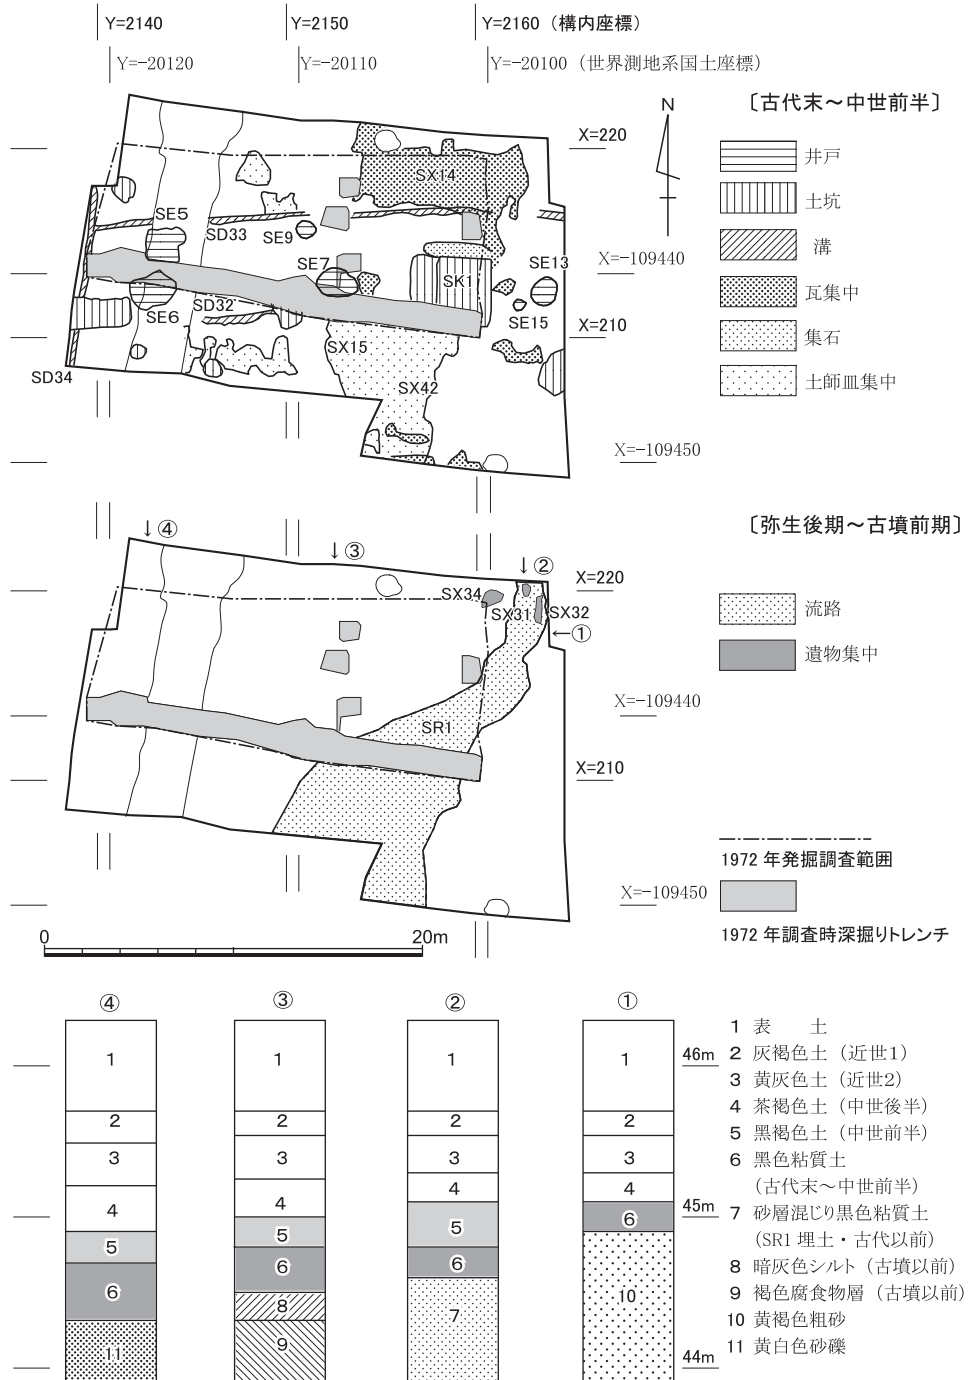 Y=2140
Y=2150
Y=2160（構内座標）
Y=−20120
Y=−20110
Y=−20100（世界測地系国土座標）
〔古代末～中世前半〕
N
X=220
井戸
土坑
溝
瓦集中
集石
土師皿集中
SX14
SE5
SD33
SE9
SE7
SE13
X=−109440
SK1
SE6
SD32
SE15
X=210
SX15
SD34
SX42
X=−109450
〔弥生後期～古墳前期〕
↓④
↓③
↓②
X=220
SX34
SX31
SX32
←①
流路
遺物集中
X=−109440
SR1
X=210
1972年発掘調査範囲
X=−109450
1972年調査時深掘りトレンチ
0
20m
④
③
②
①
1
2
3
4
5
6
11
1
2
3
4
5
6
8
9
1
2
3
4
5
6
7
1
2
3
4
6
10
46m
45m
44m
1 表　　土
2 灰褐色土（近世1）
3 黄灰色土（近世2）
4 茶褐色土（中世後半）
5 黒褐色土（中世前半）
6 黒色粘質土
（古代末～中世前半）
7 砂層混じり黒色粘質土
（SR1埋土・古代以前）
8 暗灰色シルト（古墳以前）
9 褐色腐食物層（古墳以前）
10 黄褐色粗砂
11 黄白色砂礫